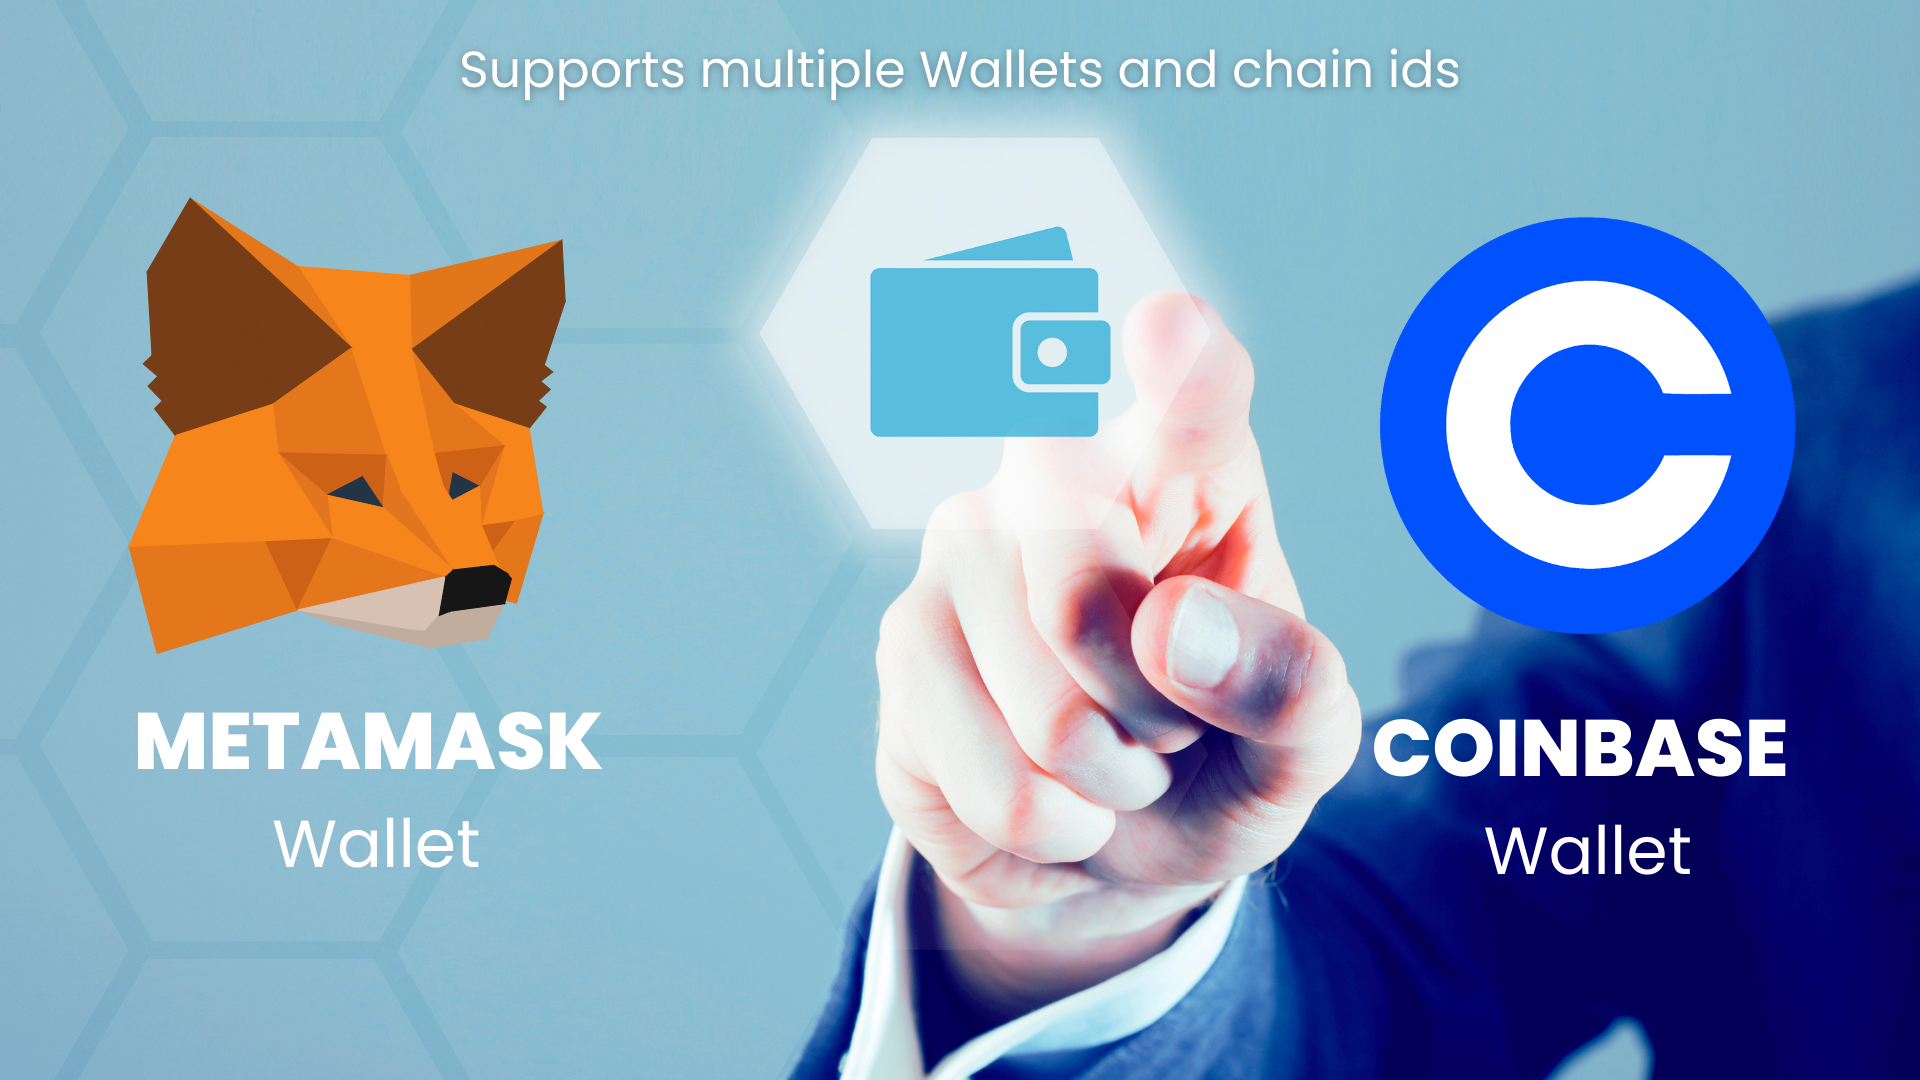 Supports multiple Wallets and chain ids
METAMASK
Wallet
COINBASE
Wallet